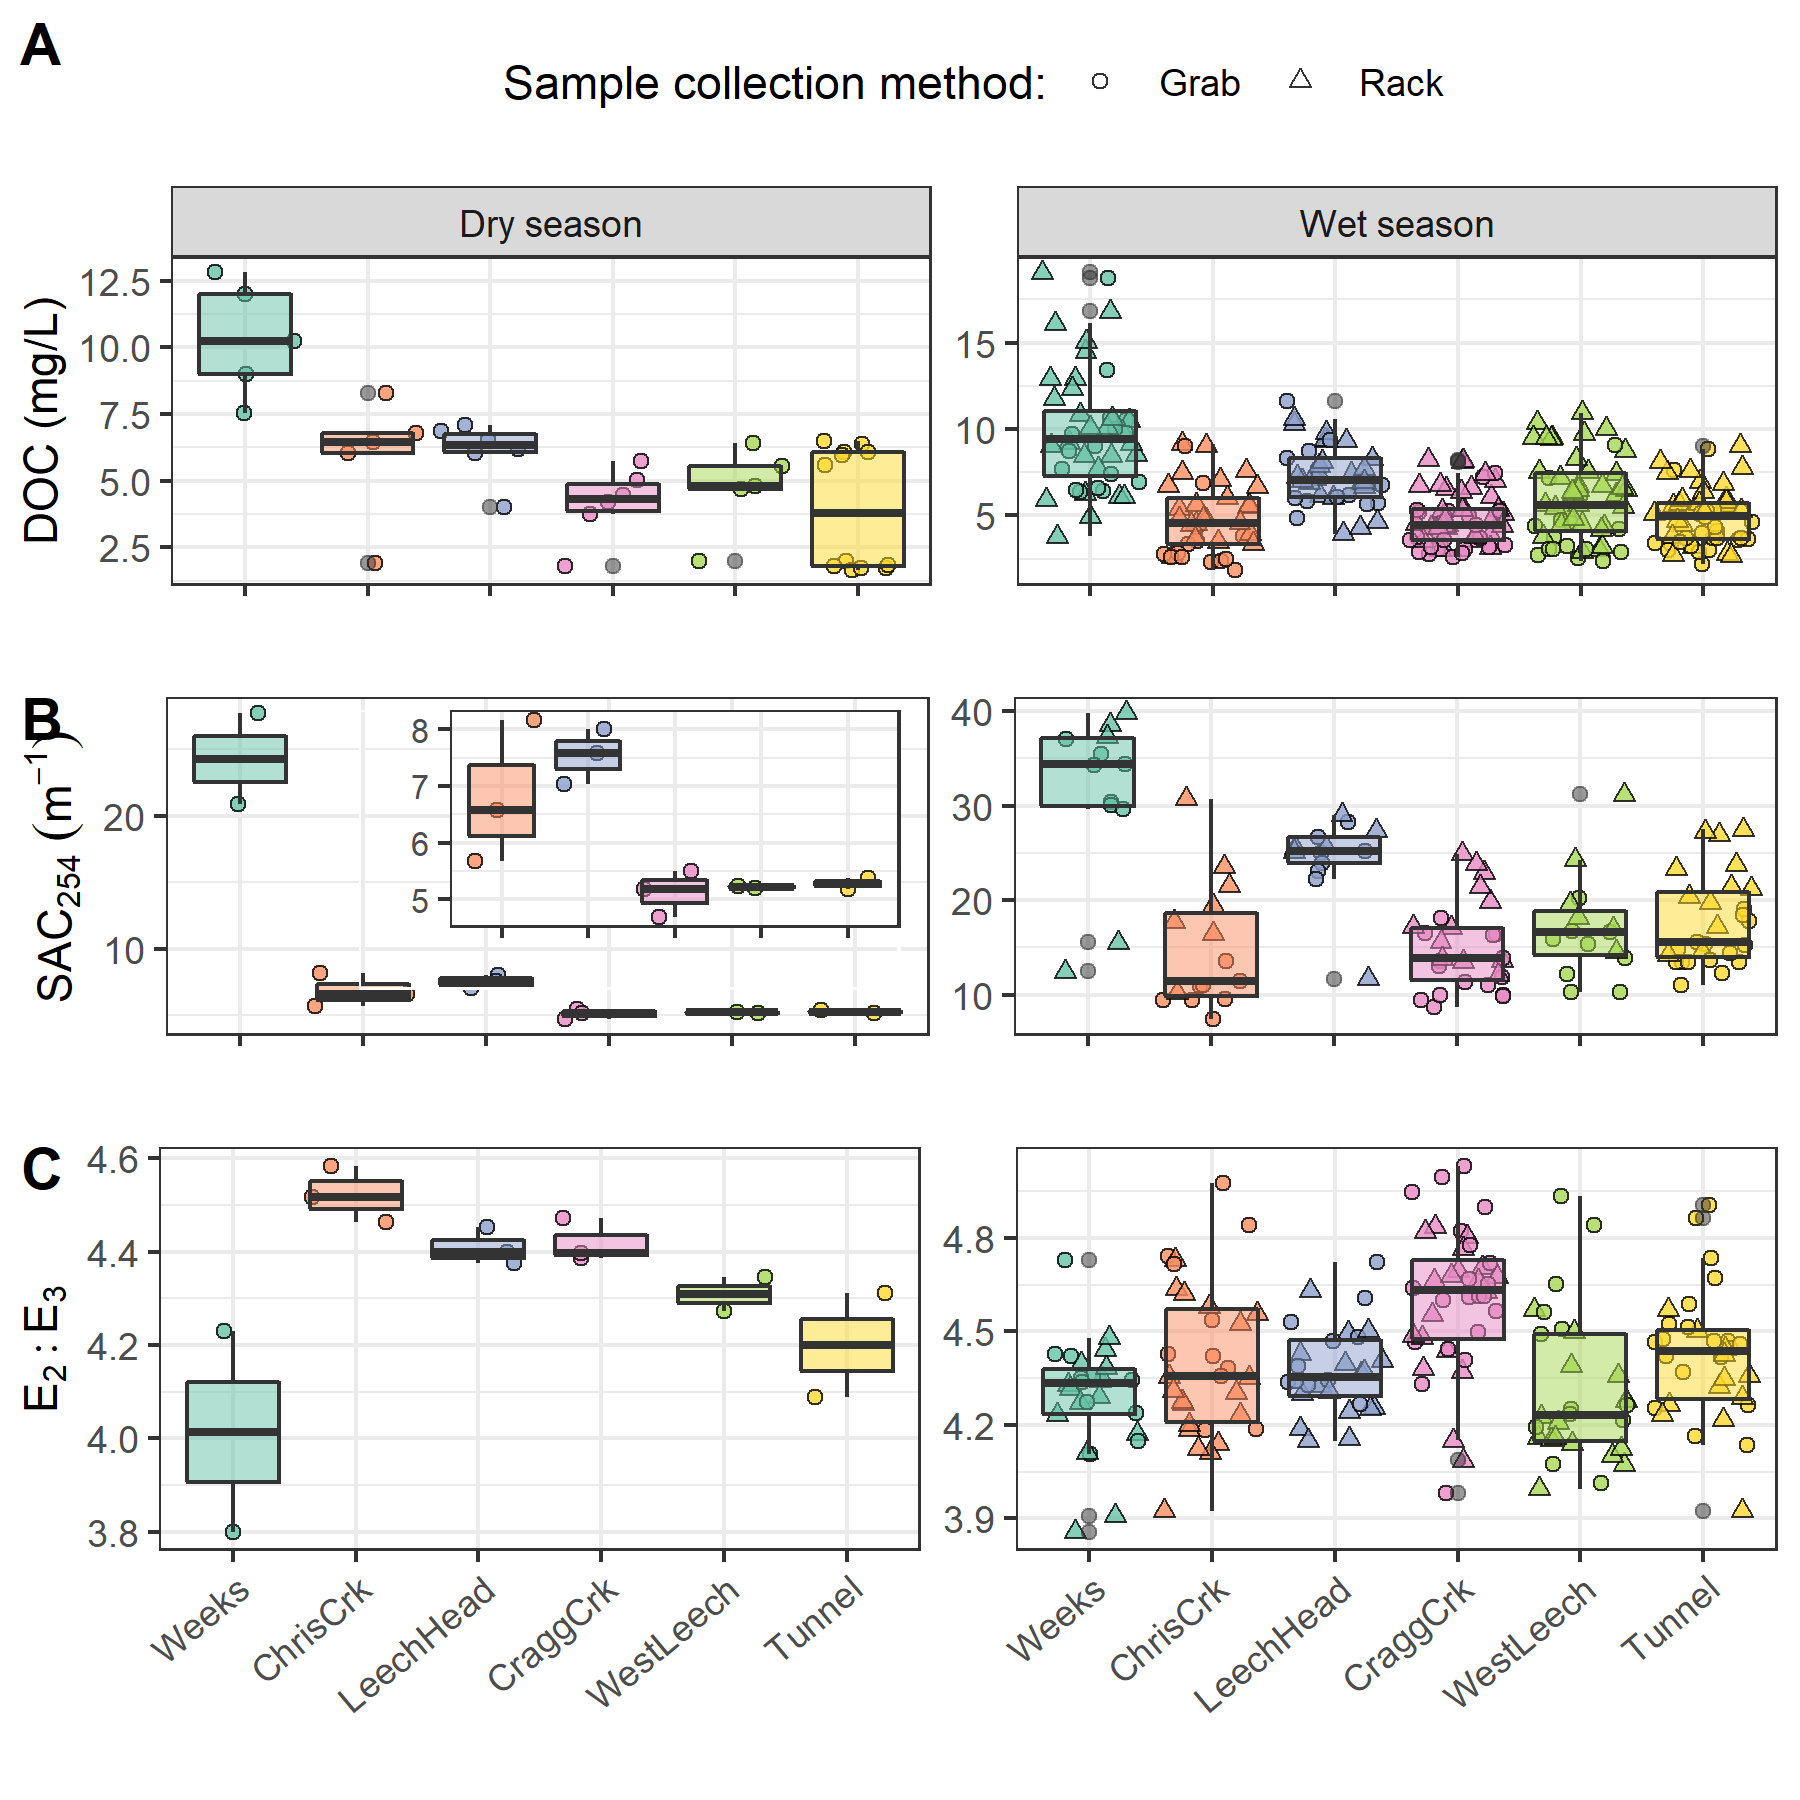 A
Sample collection method: Grab Rack
Dry season Wet season
DOC (mg/L)
12.5
10.0
7.5
5.0
2.5
15
10
5
B
SAC₂₅₄ (m⁻¹)
20
10
8
7
6
5
40
30
20
10
C
E₂ : E₃
4.6
4.4
4.2
4.0
3.8
4.8
4.5
4.2
3.9
Weeks ChrisCrk LeechHead CraggCrk WestLeech Tunnel
Weeks ChrisCrk LeechHead CraggCrk WestLeech Tunnel